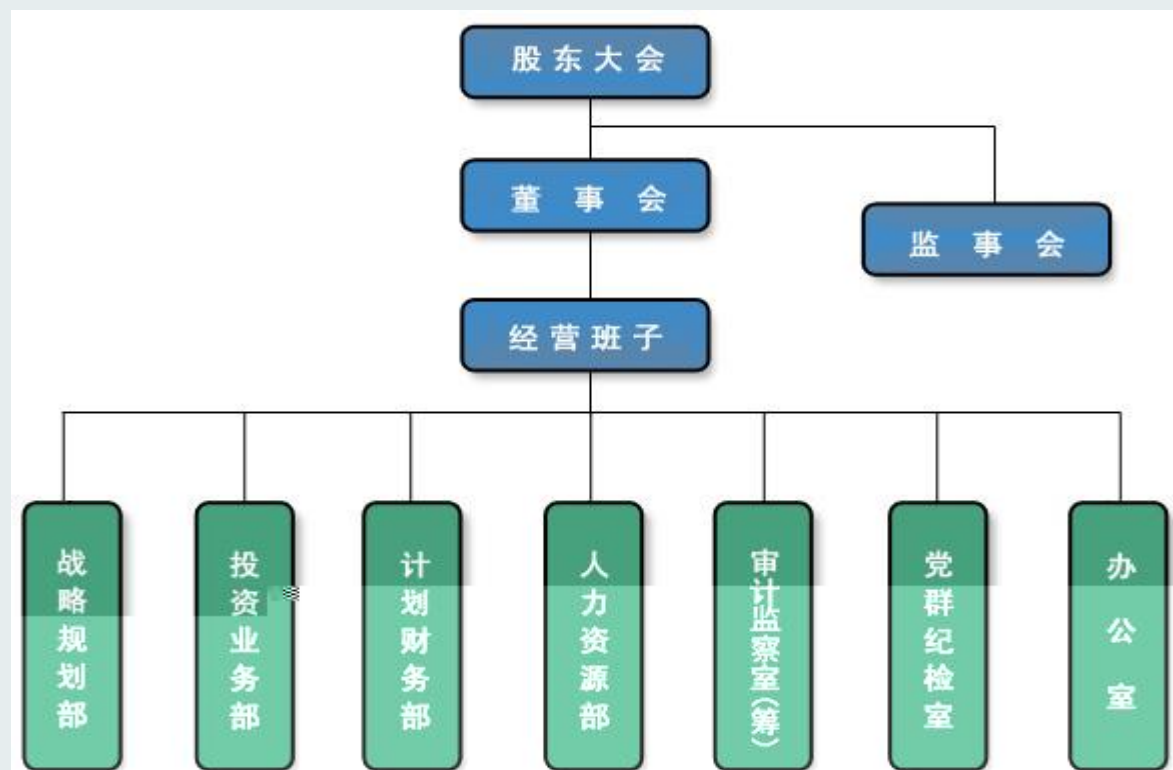 股东大会
董事会
监事会
经营班子
战略规划部
投资业务部
计划财务部
人力资源部
审计监察室(筹)
党群纪检室
办公室